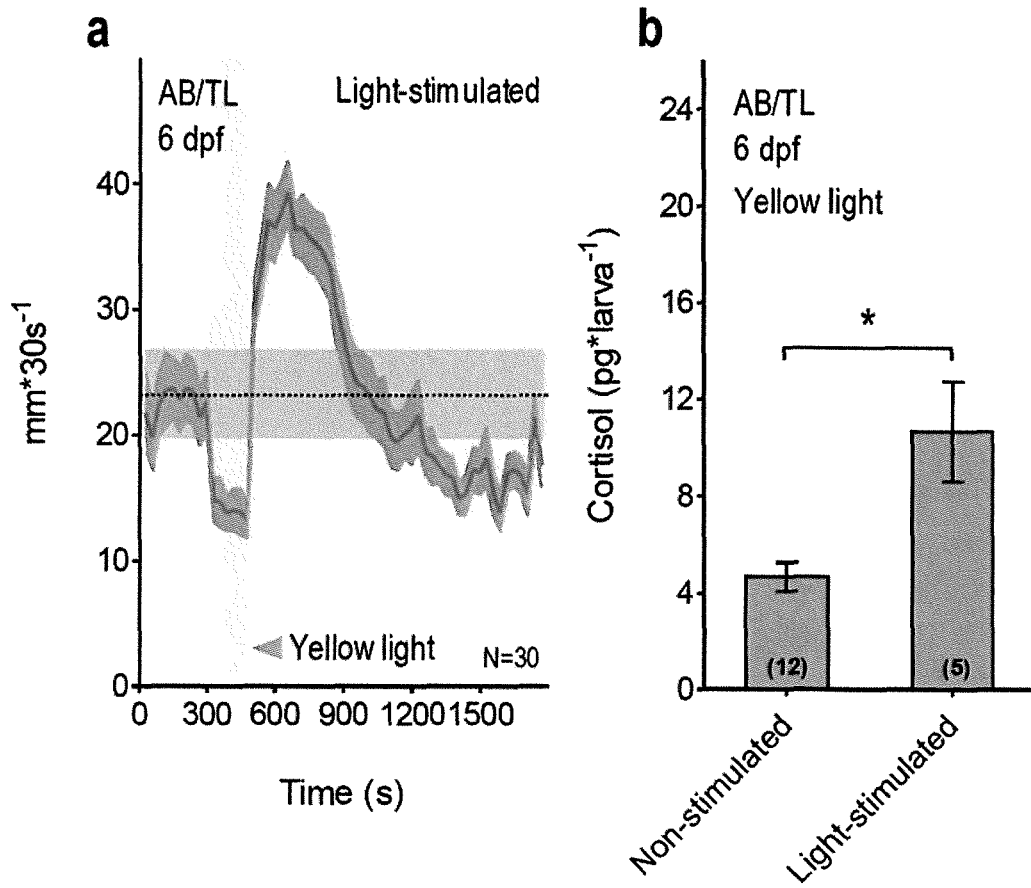 a
AB/TL
6 dpf
Light-stimulated
40
30
20
10
0
mm*30s⁻¹
Yellow light
N=30
0 300 600 900 1200 1500
Time (s)
b
AB/TL
6 dpf
Yellow light
24
20
16
12
8
4
0
Cortisol (pg*larva⁻¹)
*
(12) (5)
Non-stimulated
Light-stimulated